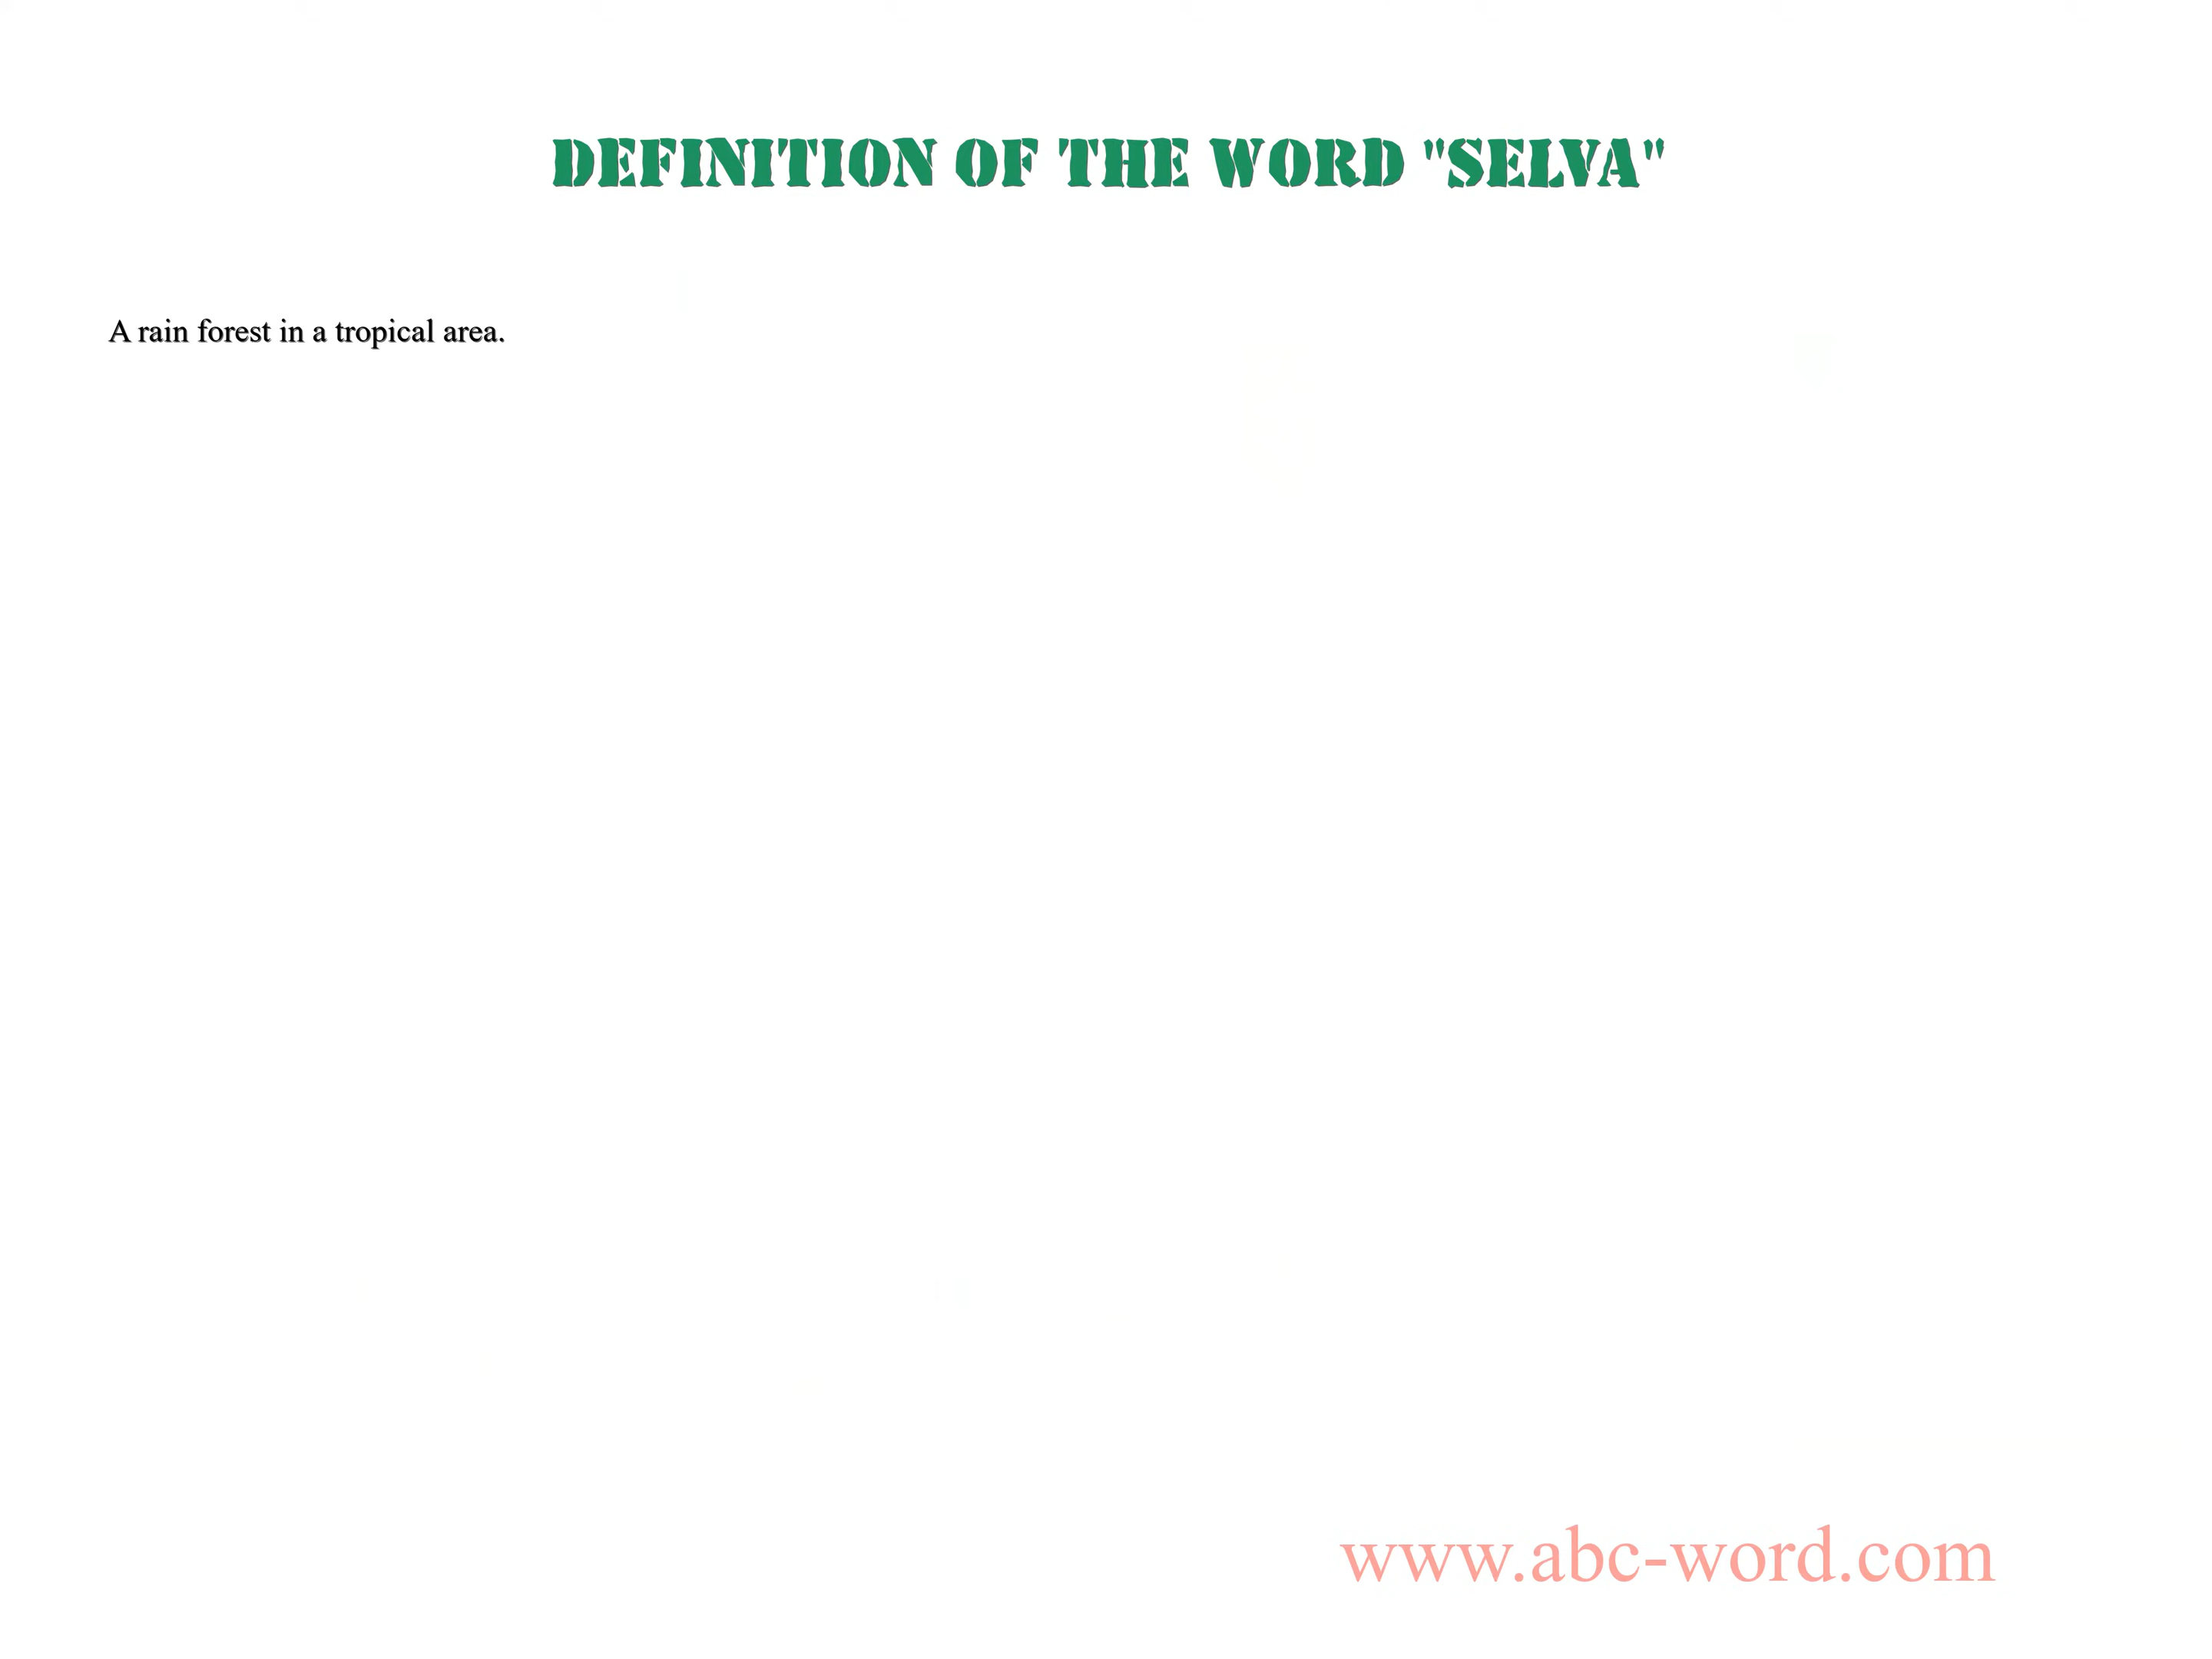 DEFINITION OF THE WORD "SELVA"
A rain forest in a tropical area.
www.abc-word.com